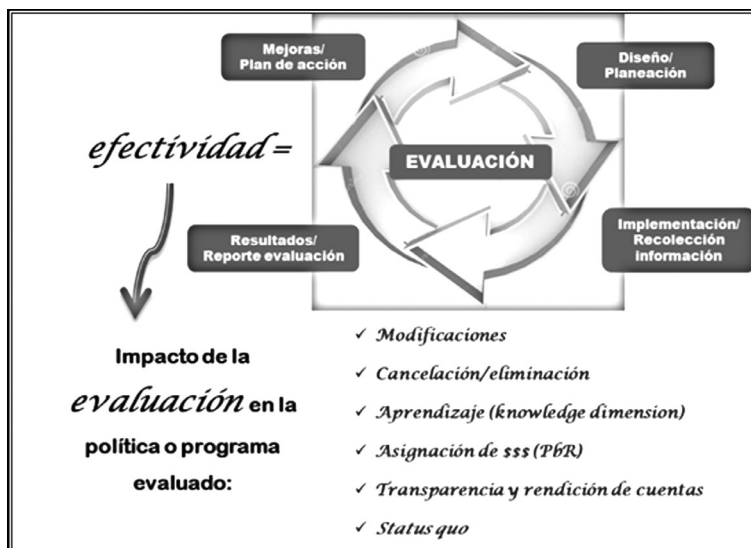 Mejoras/
Plan de acción
Diseño/
Planeación
efectividad =
EVALUACIÓN
Resultados/
Reporte evaluación
Implementación/
Recolección
información
Impacto de la
evaluación en la
política o programa
evaluado:
✓ Modificaciones
✓ Cancelación/eliminación
✓ Aprendizaje (knowledge dimension)
✓ Asignación de $$$ (PbR)
✓ Transparencia y rendición de cuentas
✓ Status quo